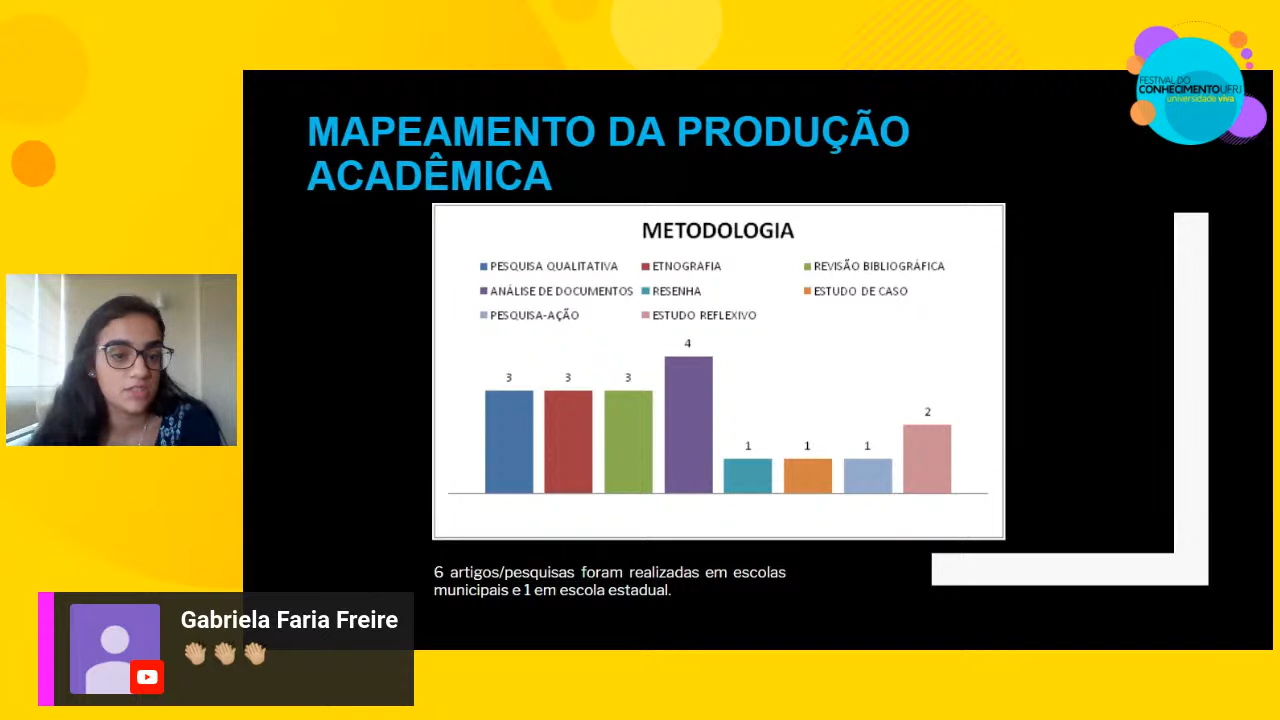 FESTIVAL DO
CONHECIMENTO UFRJ
universidade viva
MAPEAMENTO DA PRODUÇÃO
ACADÊMICA
METODOLOGIA
PESQUISA QUALITATIVA ETNOGRAFIA REVISÃO BIBLIOGRÁFICA
ANÁLISE DE DOCUMENTOS RESENHA ESTUDO DE CASO
PESQUISA-AÇÃO ESTUDO REFLEXIVO
3 3 3 4 1 1 1 2
6 artigos/pesquisas foram realizadas em escolas
municipais e 1 em escola estadual.
Gabriela Faria Freire
👏🏼👏🏼👏🏼